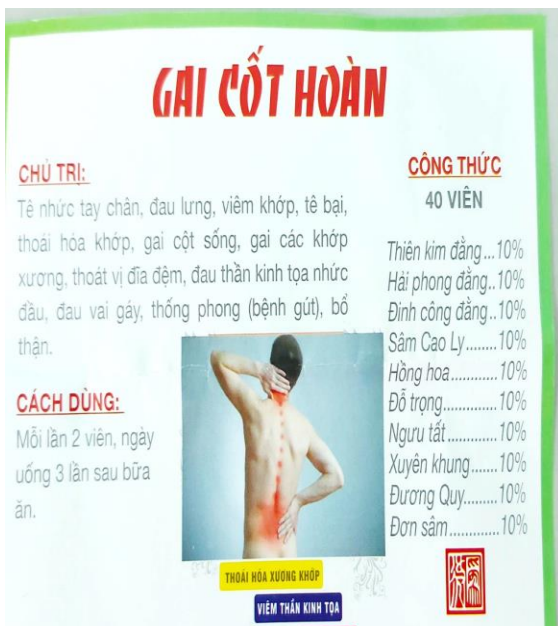 GAI CỐT HOÀN
CHỦ TRỊ:
Tê nhức tay chân, đau lưng, viêm khớp, tê bại,
thoái hóa khớp, gai cột sống, gai các khớp
xương, thoát vị đĩa đệm, đau thần kinh tọa nhức
đầu, đau vai gáy, thống phong (bệnh gút), bổ
thận.
CÁCH DÙNG:
Mỗi lần 2 viên, ngày
uống 3 lần sau bữa
ăn.
CÔNG THỨC
40 VIÊN
Thiên kim đằng...10%
Hải phong đằng..10%
Đinh công đằng..10%
Sâm Cao Ly........10%
Hồng hoa............10%
Đỗ trọng..............10%
Ngưu tất.............10%
Xuyên khung.......10%
Đương Quy.........10%
Đơn sâm.............10%
THOÁI HÓA XƯƠNG KHỚP
VIÊM THẦN KINH TỌA